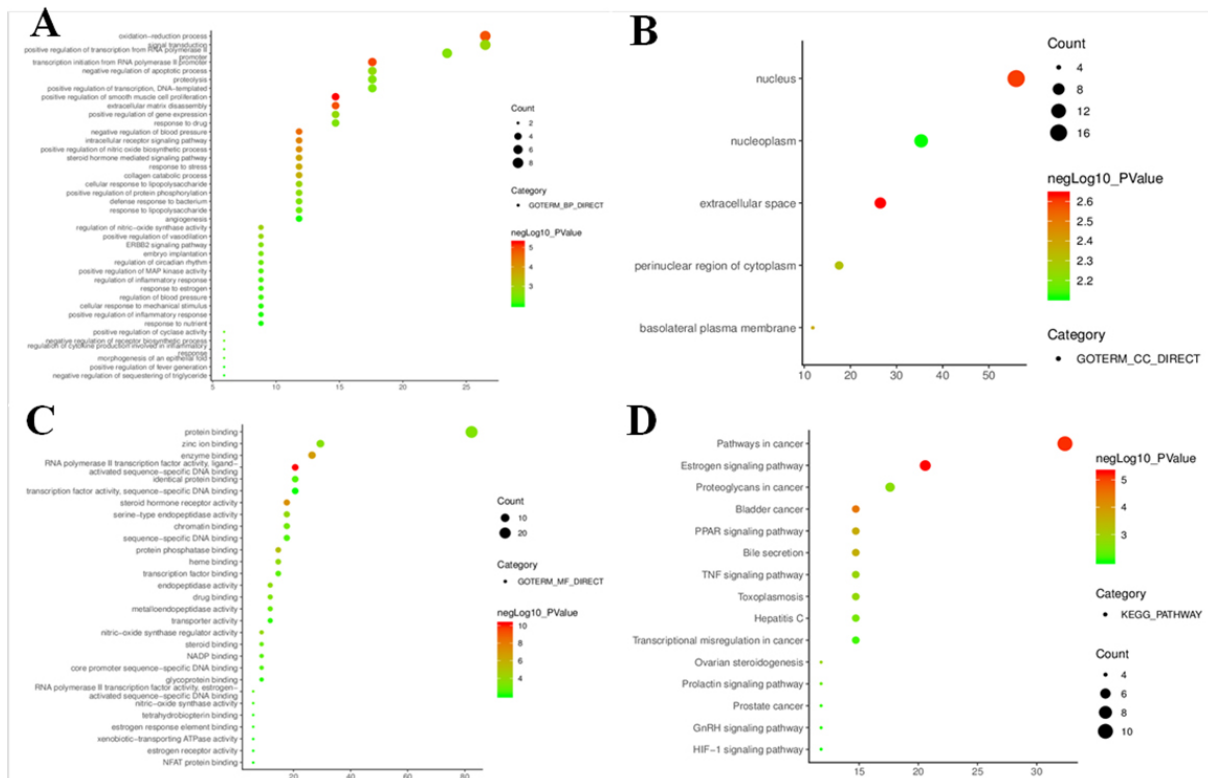 A
oxidation−reduction process
signal transduction
positive regulation of transcription from RNA polymerase II
promoter
transcription initiation from RNA polymerase II promoter
negative regulation of apoptotic process
proteolysis
positive regulation of transcription, DNA−templated
positive regulation of smooth muscle cell proliferation
extracellular matrix disassembly
positive regulation of gene expression
response to drug
negative regulation of blood pressure
intracellular receptor signaling pathway
positive regulation of nitric oxide biosynthetic process
steroid hormone mediated signaling pathway
response to stress
collagen catabolic process
cellular response to lipopolysaccharide
positive regulation of protein phosphorylation
defense response to bacterium
response to lipopolysaccharide
angiogenesis
regulation of nitric−oxide synthase activity
positive regulation of vasodilation
ERBB2 signaling pathway
embryo implantation
regulation of circadian rhythm
positive regulation of MAP kinase activity
regulation of inflammatory response
response to estrogen
regulation of blood pressure
cellular response to mechanical stimulus
positive regulation of inflammatory response
response to nutrient
positive regulation of cyclase activity
negative regulation of receptor biosynthetic process
regulation of cytokine production involved in inflammatory
response
morphogenesis of an epithelial fold
positive regulation of fever generation
negative regulation of sequestering of triglyceride
5 10 15 20 25
Count
2
4
6
8
Category
GOTERM_BP_DIRECT
negLog10_PValue
5
4
3
B
nucleus
nucleoplasm
extracellular space
perinuclear region of cytoplasm
basolateral plasma membrane
10 20 30 40 50
Count
4
8
12
16
negLog10_PValue
2.6
2.5
2.4
2.3
2.2
Category
GOTERM_CC_DIRECT
C
protein binding
zinc ion binding
enzyme binding
RNA polymerase II transcription factor activity, ligand−
activated sequence−specific DNA binding
identical protein binding
transcription factor activity, sequence−specific DNA binding
steroid hormone receptor activity
serine−type endopeptidase activity
chromatin binding
sequence−specific DNA binding
protein phosphatase binding
heme binding
transcription factor binding
endopeptidase activity
drug binding
metalloendopeptidase activity
transporter activity
nitric−oxide synthase regulator activity
steroid binding
NADP binding
core promoter sequence−specific DNA binding
glycoprotein binding
RNA polymerase II transcription factor activity, estrogen−
activated sequence−specific DNA binding
nitric−oxide synthase activity
tetrahydrobiopterin binding
estrogen response element binding
xenobiotic−transporting ATPase activity
estrogen receptor activity
NFAT protein binding
20 40 60 80
Count
10
20
Category
GOTERM_MF_DIRECT
negLog10_PValue
10
8
6
4
D
Pathways in cancer
Estrogen signaling pathway
Proteoglycans in cancer
Bladder cancer
PPAR signaling pathway
Bile secretion
TNF signaling pathway
Toxoplasmosis
Hepatitis C
Transcriptional misregulation in cancer
Ovarian steroidogenesis
Prolactin signaling pathway
Prostate cancer
GnRH signaling pathway
HIF−1 signaling pathway
15 20 25 30
negLog10_PValue
5
4
3
Category
KEGG_PATHWAY
Count
4
6
8
10